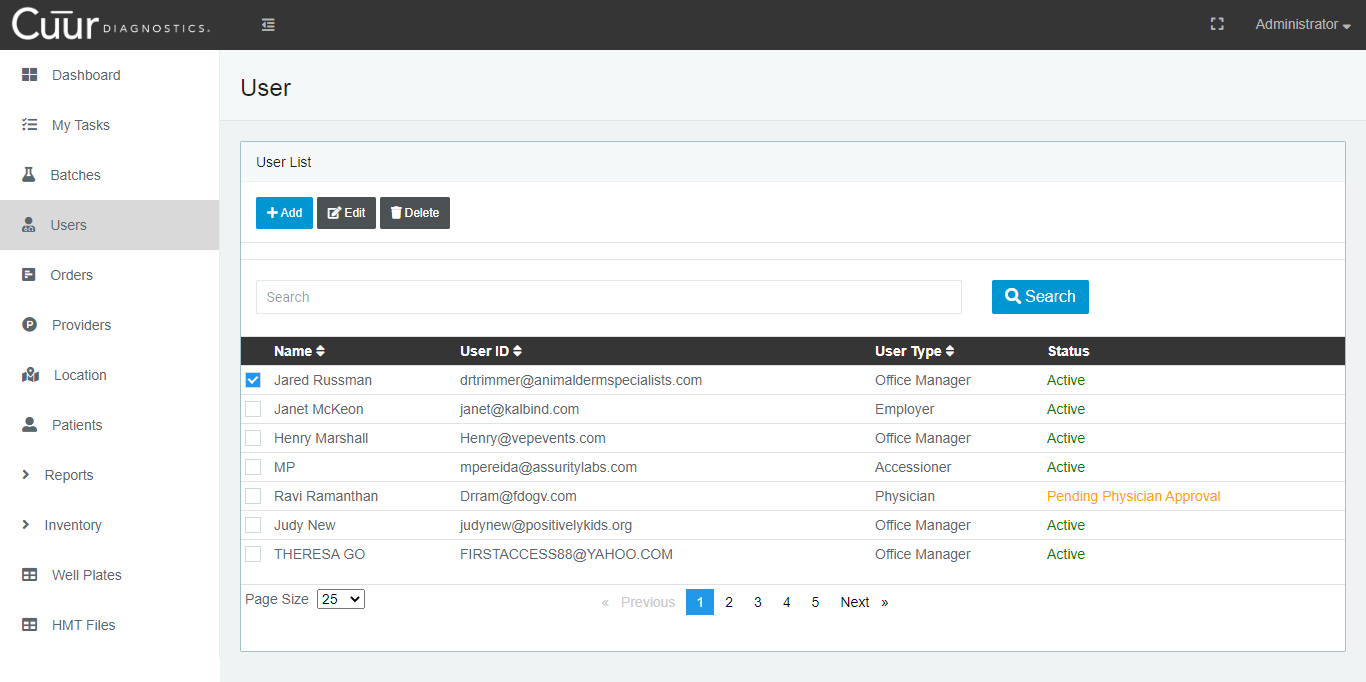 Cūur DIAGNOSTICS.
Administrator
Dashboard
My Tasks
Batches
Users
Orders
Providers
Location
Patients
Reports
Inventory
Well Plates
HMT Files
User
User List
Add Edit Delete
Search Search
Name User ID User Type Status
Jared Russman drtrimmer@animaldermspecialists.com Office Manager Active
Janet McKeon janet@kalbind.com Employer Active
Henry Marshall Henry@vepevents.com Office Manager Active
MP mpereida@assuritylabs.com Accessioner Active
Ravi Ramanthan Drram@fdogv.com Physician Pending Physician Approval
Judy New judynew@positivelykids.org Office Manager Active
THERESA GO FIRSTACCESS88@YAHOO.COM Office Manager Active
Page Size 25 « Previous 1 2 3 4 5 Next »